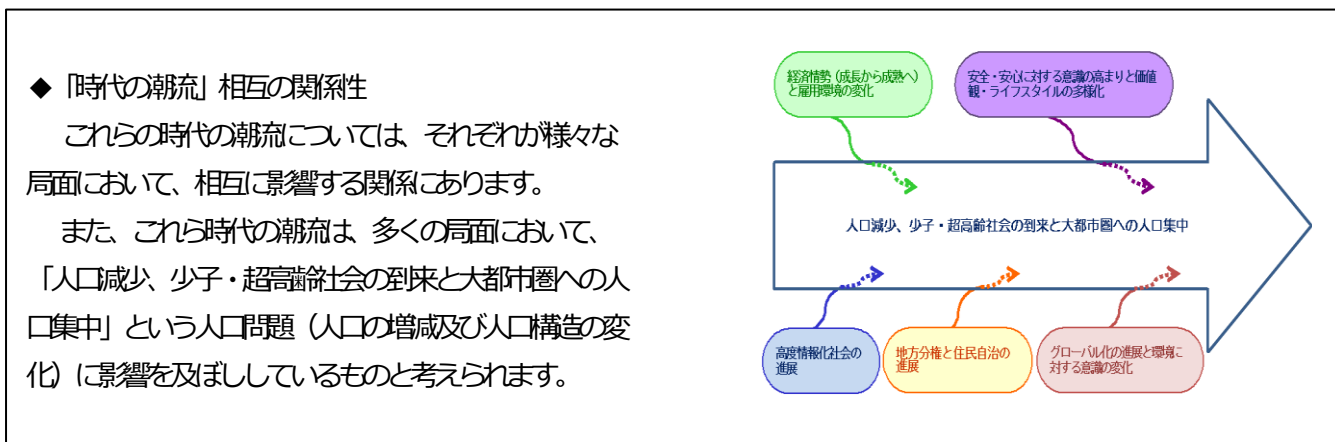 ◆「時代の潮流」相互の関係性
これらの時代の潮流については、それぞれが様々な
局面において、相互に影響する関係にあります。
また、これら時代の潮流は、多くの局面において、
「人口減少、少子・超高齢社会の到来と大都市圏への人
口集中」という人口問題（人口の増減及び人口構造の変
化）に影響を及ぼししているものと考えられます。
経済情勢（成長から成熟へ）
と雇用環境の変化
安全・安心に対する意識の高まりと価値
観・ライフスタイルの多様化
人口減少、少子・超高齢社会の到来と大都市圏への人口集中
高度情報化社会の
進展
地方分権と住民自治の
進展
グローバル化の進展と環境に
対する意識の変化